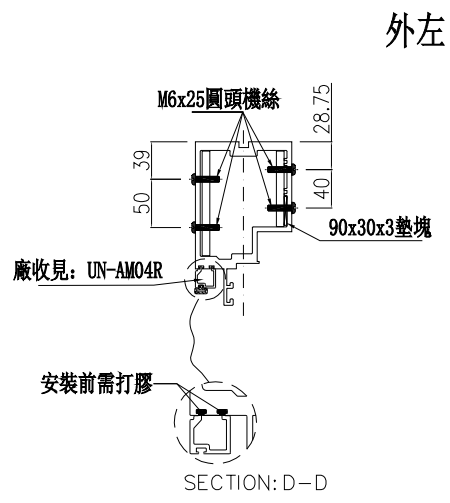 外左
M6x25圓頭機絲
28.75
39
50
40
90x30x3墊塊
廠收見：UN-AM04R
安裝前需打膠
SECTION:D-D